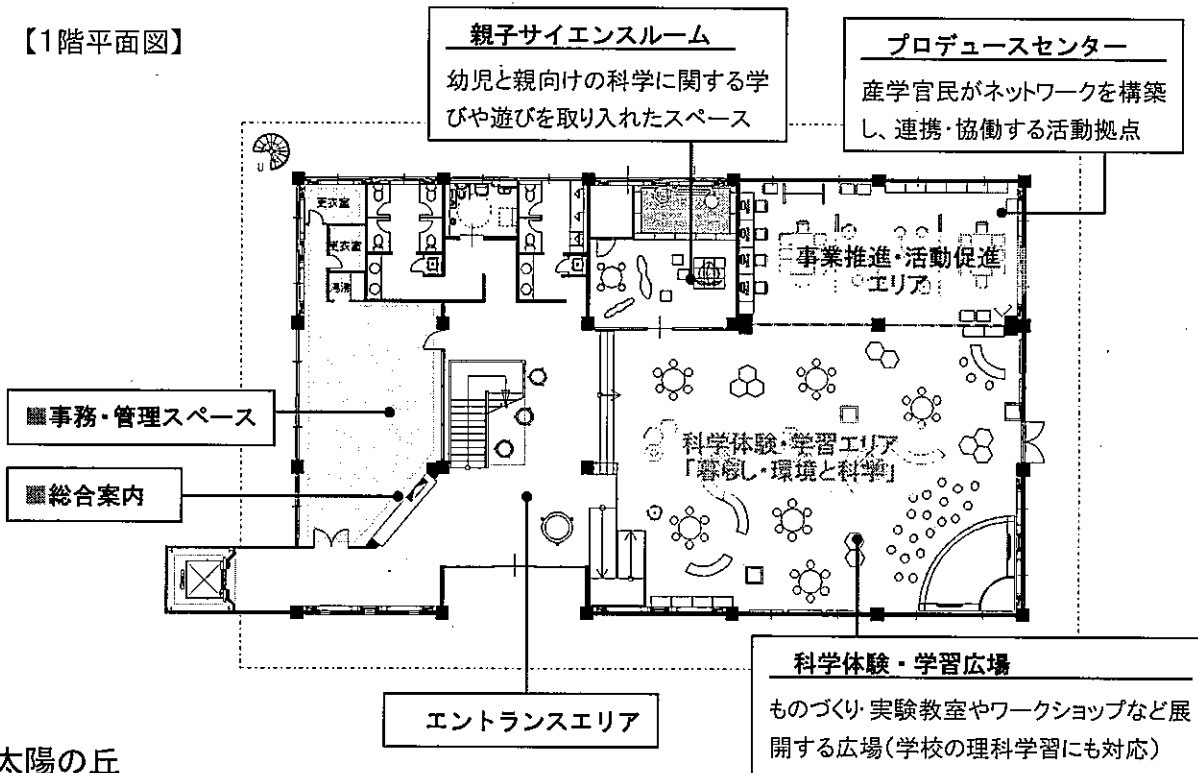 【1階平面図】
親子サイエンスルーム
幼児と親向けの科学に関する学
びや遊びを取り入れたスペース
プロデュースセンター
産学官民がネットワークを構築
し、連携・協働する活動拠点
U
更衣室
更衣室
湯沸
事業推進・活動促進
エリア
■事務・管理スペース
■総合案内
科学体験・学習エリア
「暮らし・環境と科学」
エントランスエリア
科学体験・学習広場
ものづくり・実験教室やワークショップなど展
開する広場(学校の理科学習にも対応)
太陽の丘